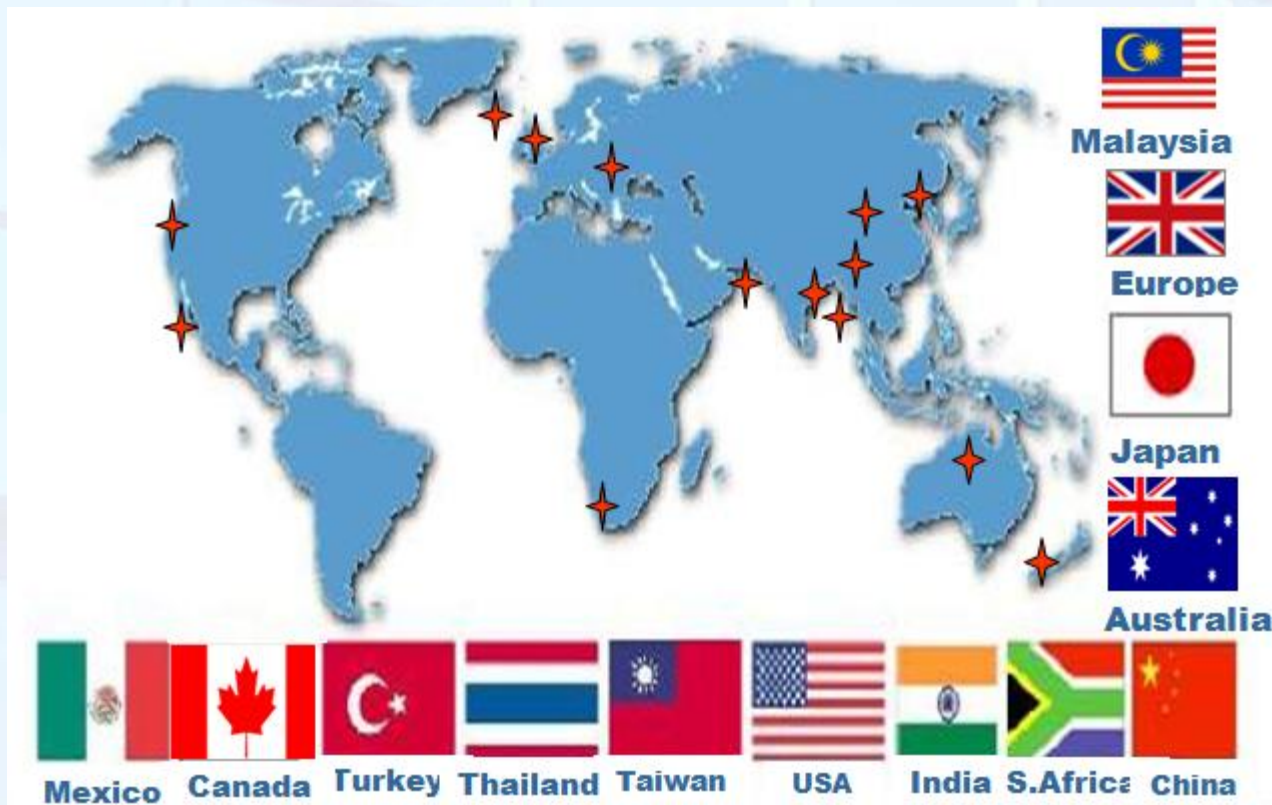 Malaysia
Europe
Japan
Australia
Mexico Canada Turkey Thailand Taiwan USA India S.Africa China